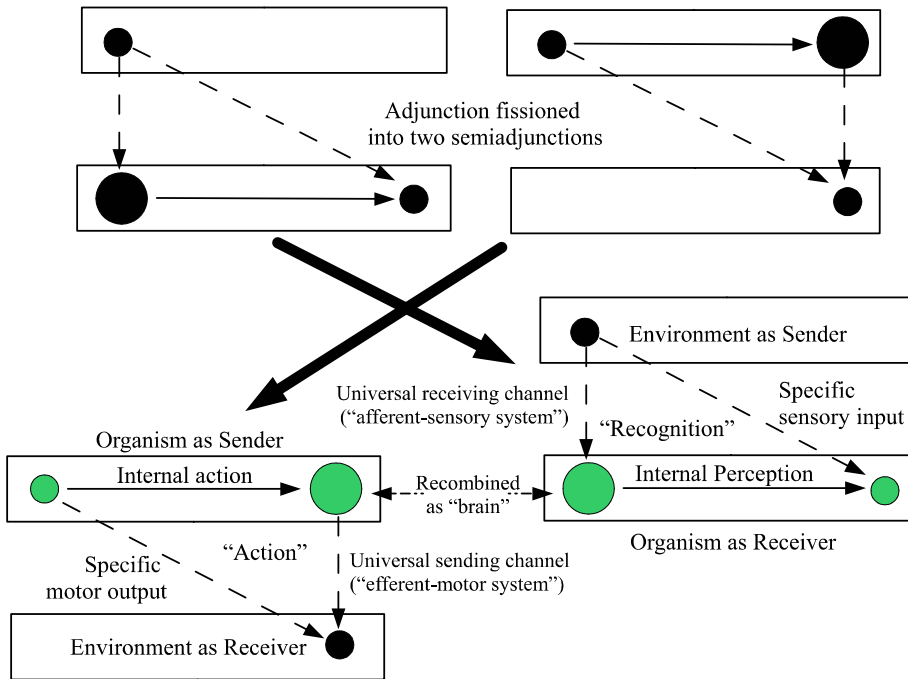 Adjunction fissioned
into two semiadjunctions
Environment as Sender
Universal receiving channel
(“afferent-sensory system”)
Specific
sensory input
“Recognition”
Organism as Sender
Internal action
Recombined
as “brain”
Internal Perception
Organism as Receiver
“Action”
Universal sending channel
(“efferent-motor system”)
Specific
motor output
Environment as Receiver